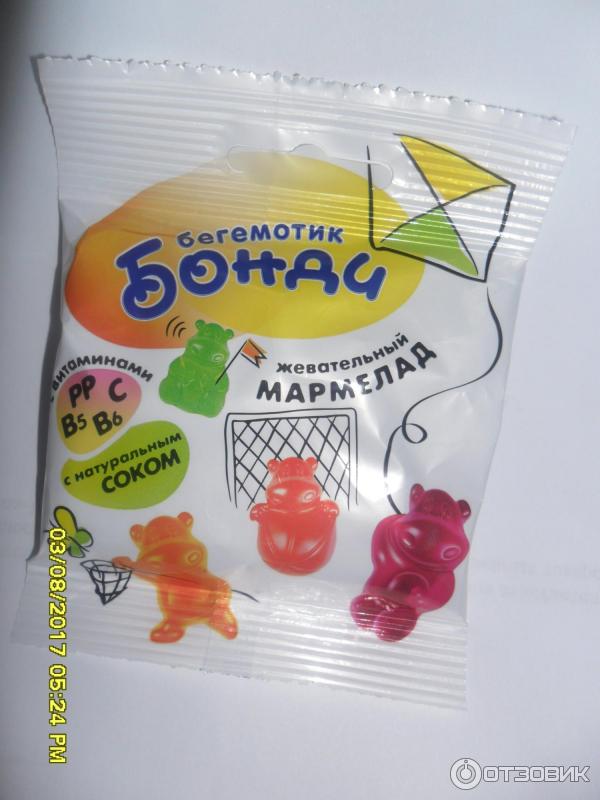 бегемотик
Бонди
жевательный
МАРМЕЛАД
с витаминами
PP C
B5 B6
с натуральным
соком
03/08/2017 05:24 PM
ОТЗОВИК